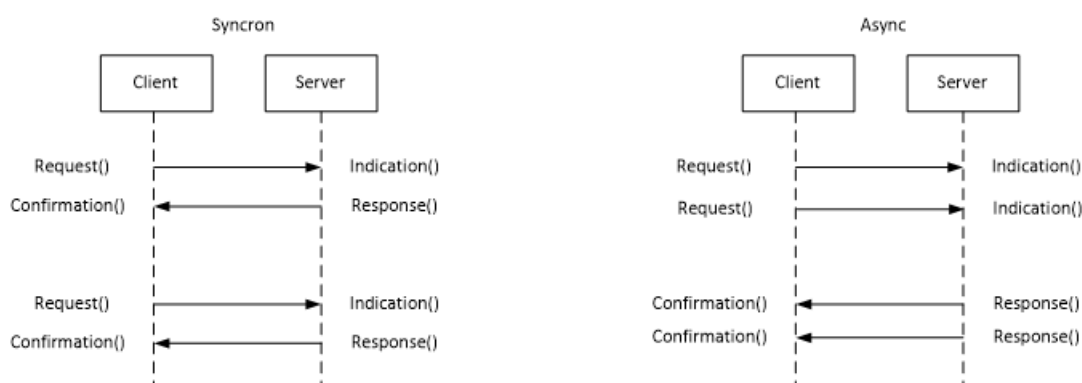 Syncron
Client
Server
Request()
Indication()
Confirmation()
Response()
Request()
Indication()
Confirmation()
Response()
Async
Client
Server
Request()
Indication()
Request()
Indication()
Confirmation()
Response()
Confirmation()
Response()